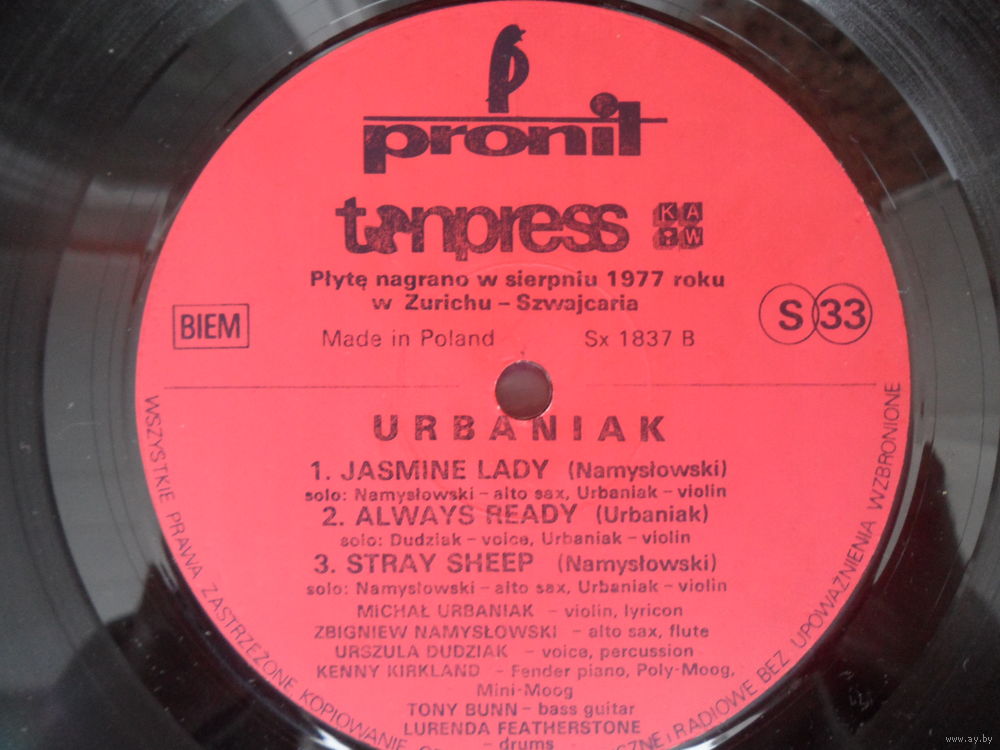 pronit
tonpress KAW
Płytę nagrano w sierpniu 1977 roku
w Zurichu – Szwajcaria
BIEM
Made in Poland Sx 1837 B
S 33
URBANIAK
1. JASMINE LADY (Namysłowski)
solo: Namysłowski – alto sax, Urbaniak – violin
2. ALWAYS READY (Urbaniak)
solo: Dudziak – voice, Urbaniak – violin
3. STRAY SHEEP (Namysłowski)
solo: Namysłowski – alto sax, Urbaniak – violin
MICHAŁ URBANIAK – violin, lyricon
ZBIGNIEW NAMYSŁOWSKI – alto sax, flute
URSZULA DUDZIAK – voice, percussion
KENNY KIRKLAND – Fender piano, Poly-Moog,
Mini-Moog
TONY BUNN – bass guitar
LURENDA FEATHERSTONE
– drums
WSZYSTKIE PRAWA ZASTRZEŻONE KOPIOWANIE
I RADIOWE BEZ UPOWAŻNIENIA WZBRONIONE
www.ay.by